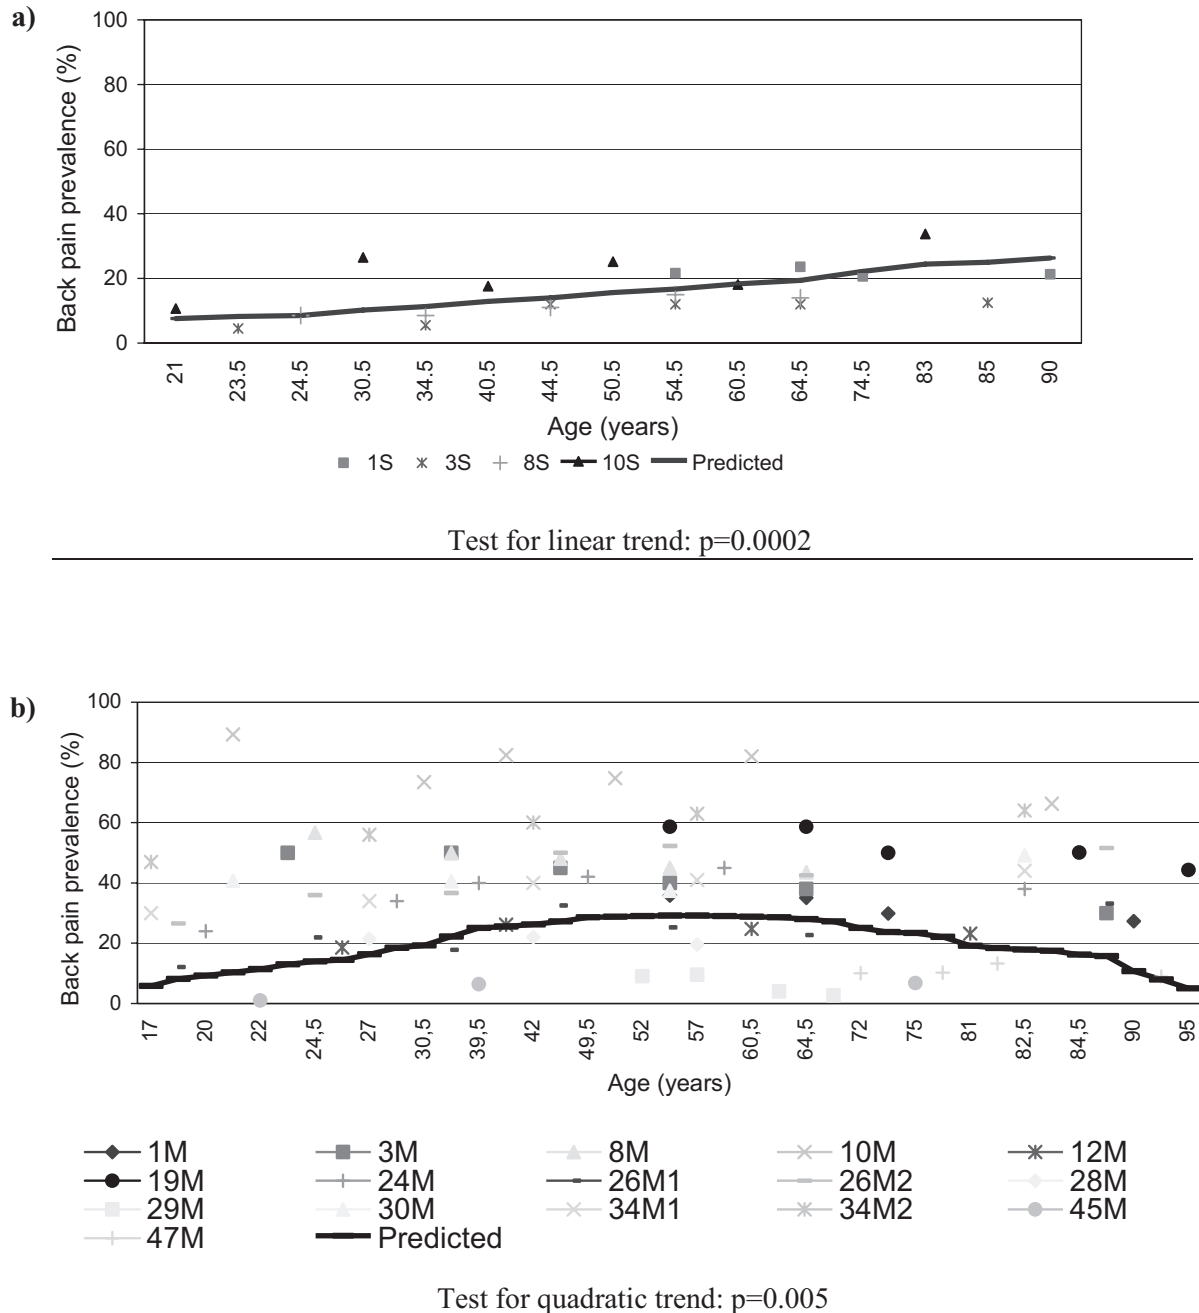 a)
Back pain prevalence (%)
100
80
60
40
20
0
21 23.5 24.5 30.5 34.5 40.5 44.5 50.5 54.5 60.5 64.5 74.5 83 85 90
Age (years)
1S 3S 8S 10S Predicted
Test for linear trend: p=0.0002
b)
Back pain prevalence (%)
100
80
60
40
20
0
17 20 22 24,5 27 30,5 39,5 42 49,5 52 57 60,5 64,5 72 75 81 82,5 84,5 90 95
Age (years)
1M 3M 8M 10M 12M
19M 24M 26M1 26M2 28M
29M 30M 34M1 34M2 45M
47M Predicted
Test for quadratic trend: p=0.005